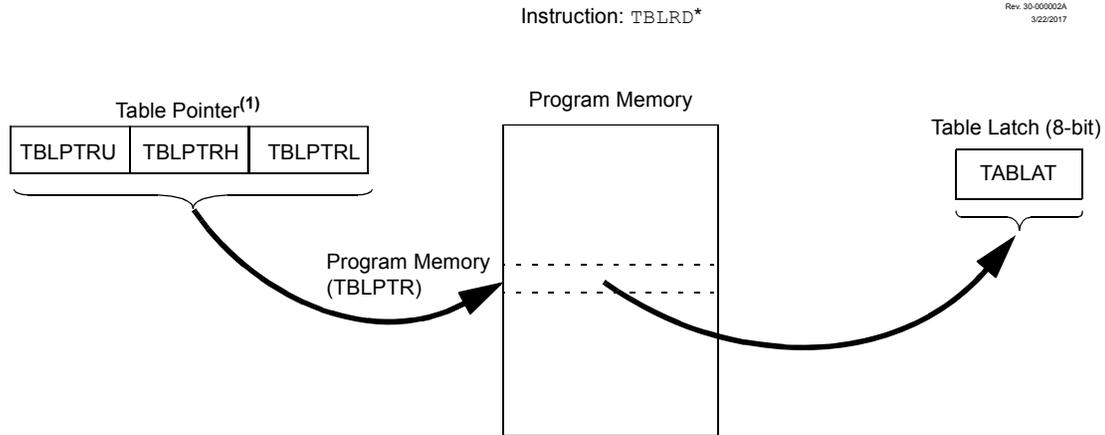 Instruction: TBLRD*
Rev. 30-000002A
3/22/2017
Table Pointer(1)
TBLPTRU TBLPTRH TBLPTRL
Program Memory
Table Latch (8-bit)
TABLAT
Program Memory
(TBLPTR)